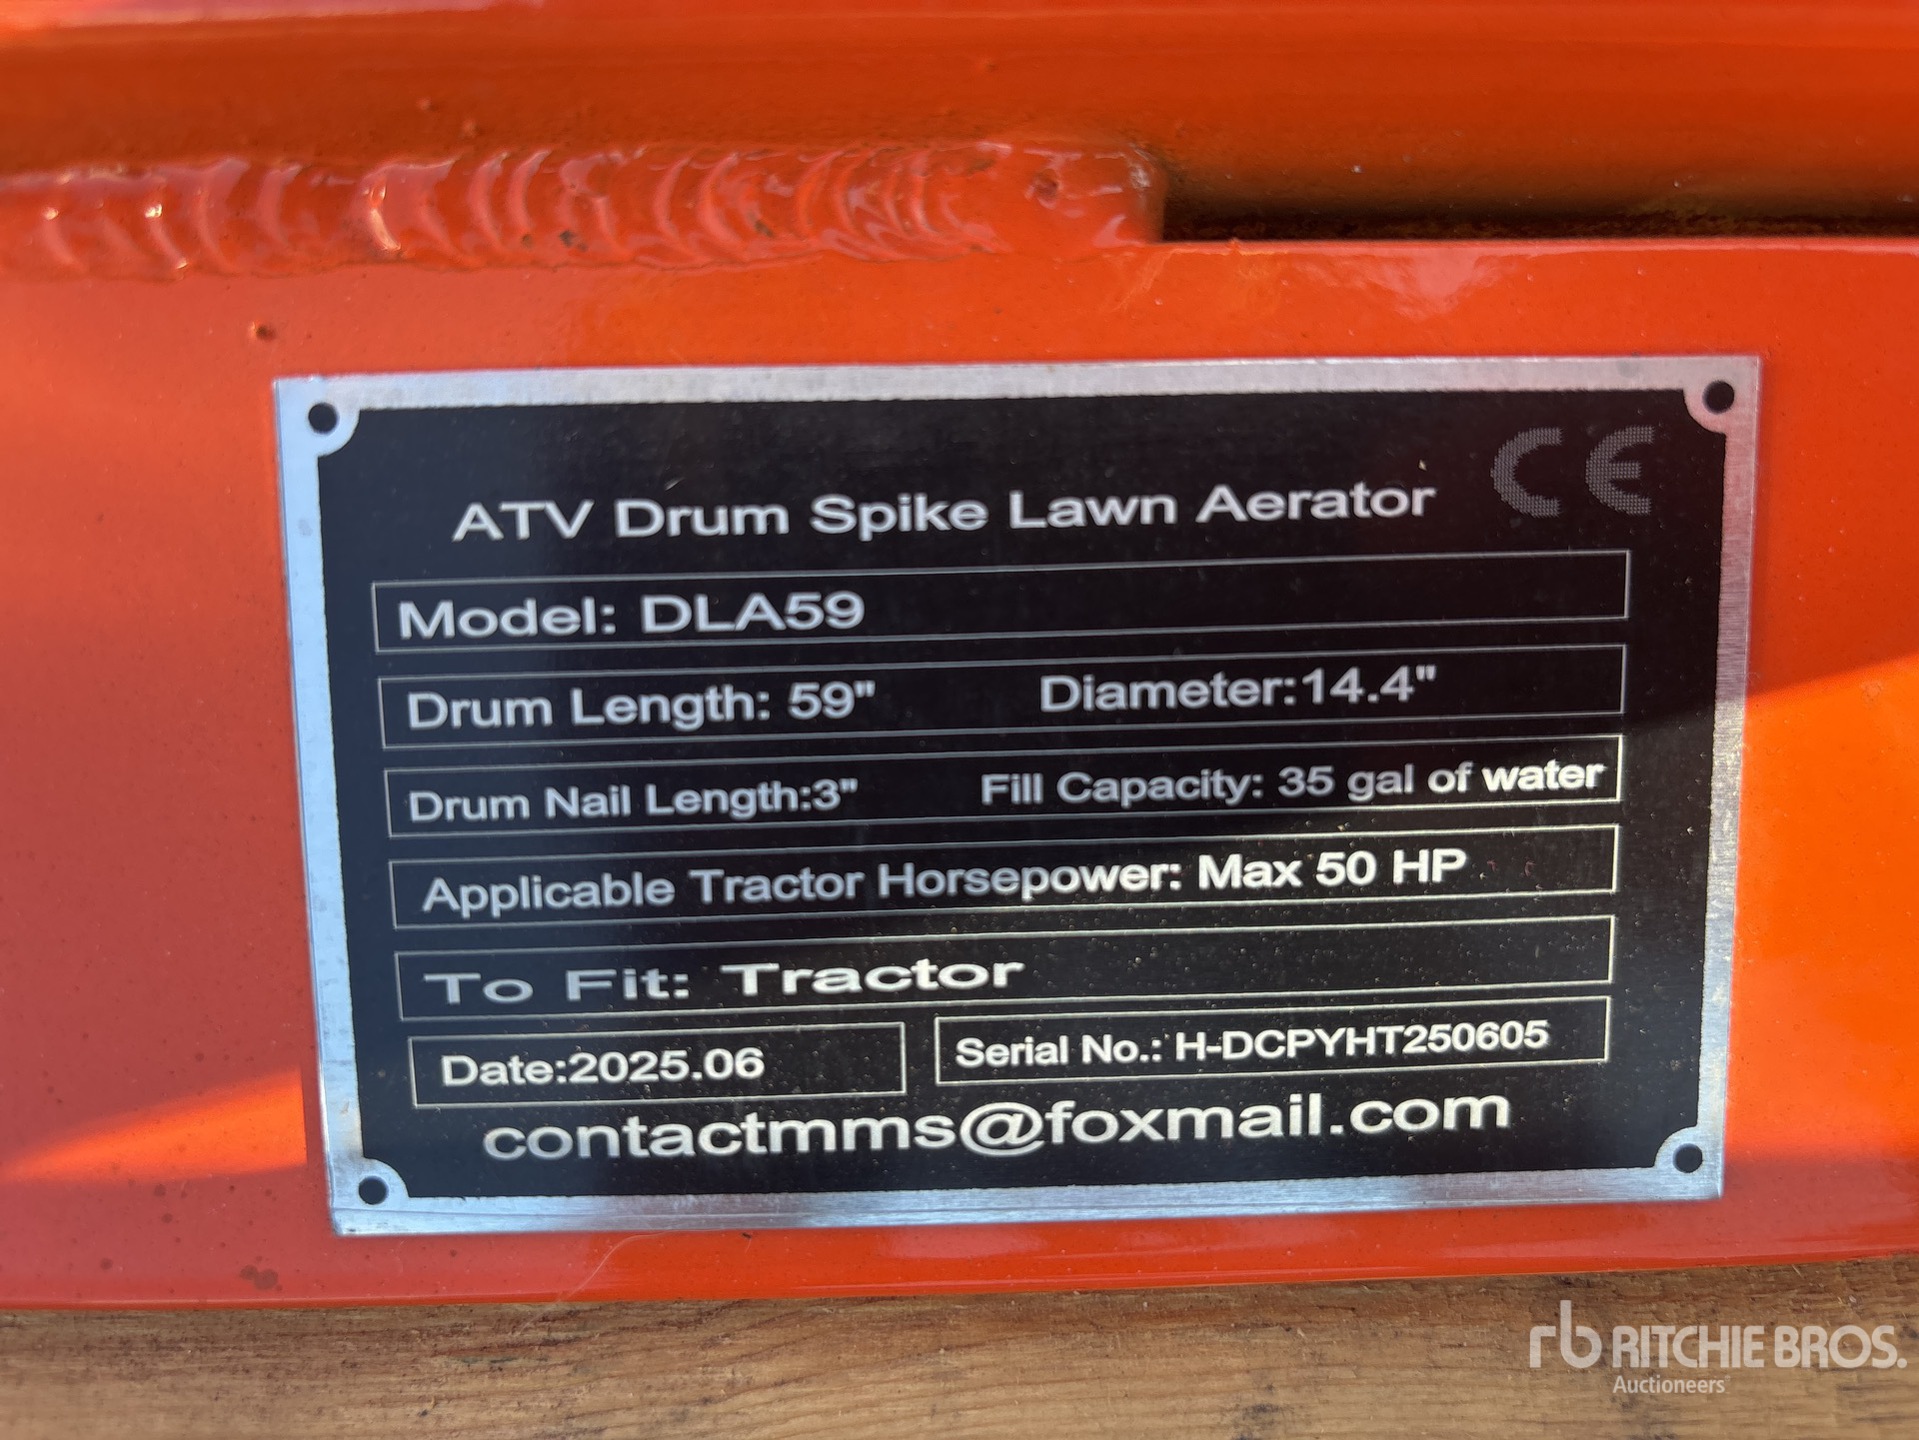 CE
ATV Drum Spike Lawn Aerator
Model: DLA59
Drum Length: 59" Diameter:14.4"
Drum Nail Length:3" Fill Capacity: 35 gal of water
Applicable Tractor Horsepower: Max 50 HP
To Fit: Tractor
Date:2025.06 Serial No.: H-DCPYHT250605
contactmms@foxmail.com
rb RITCHIE BROS.
Auctioneers